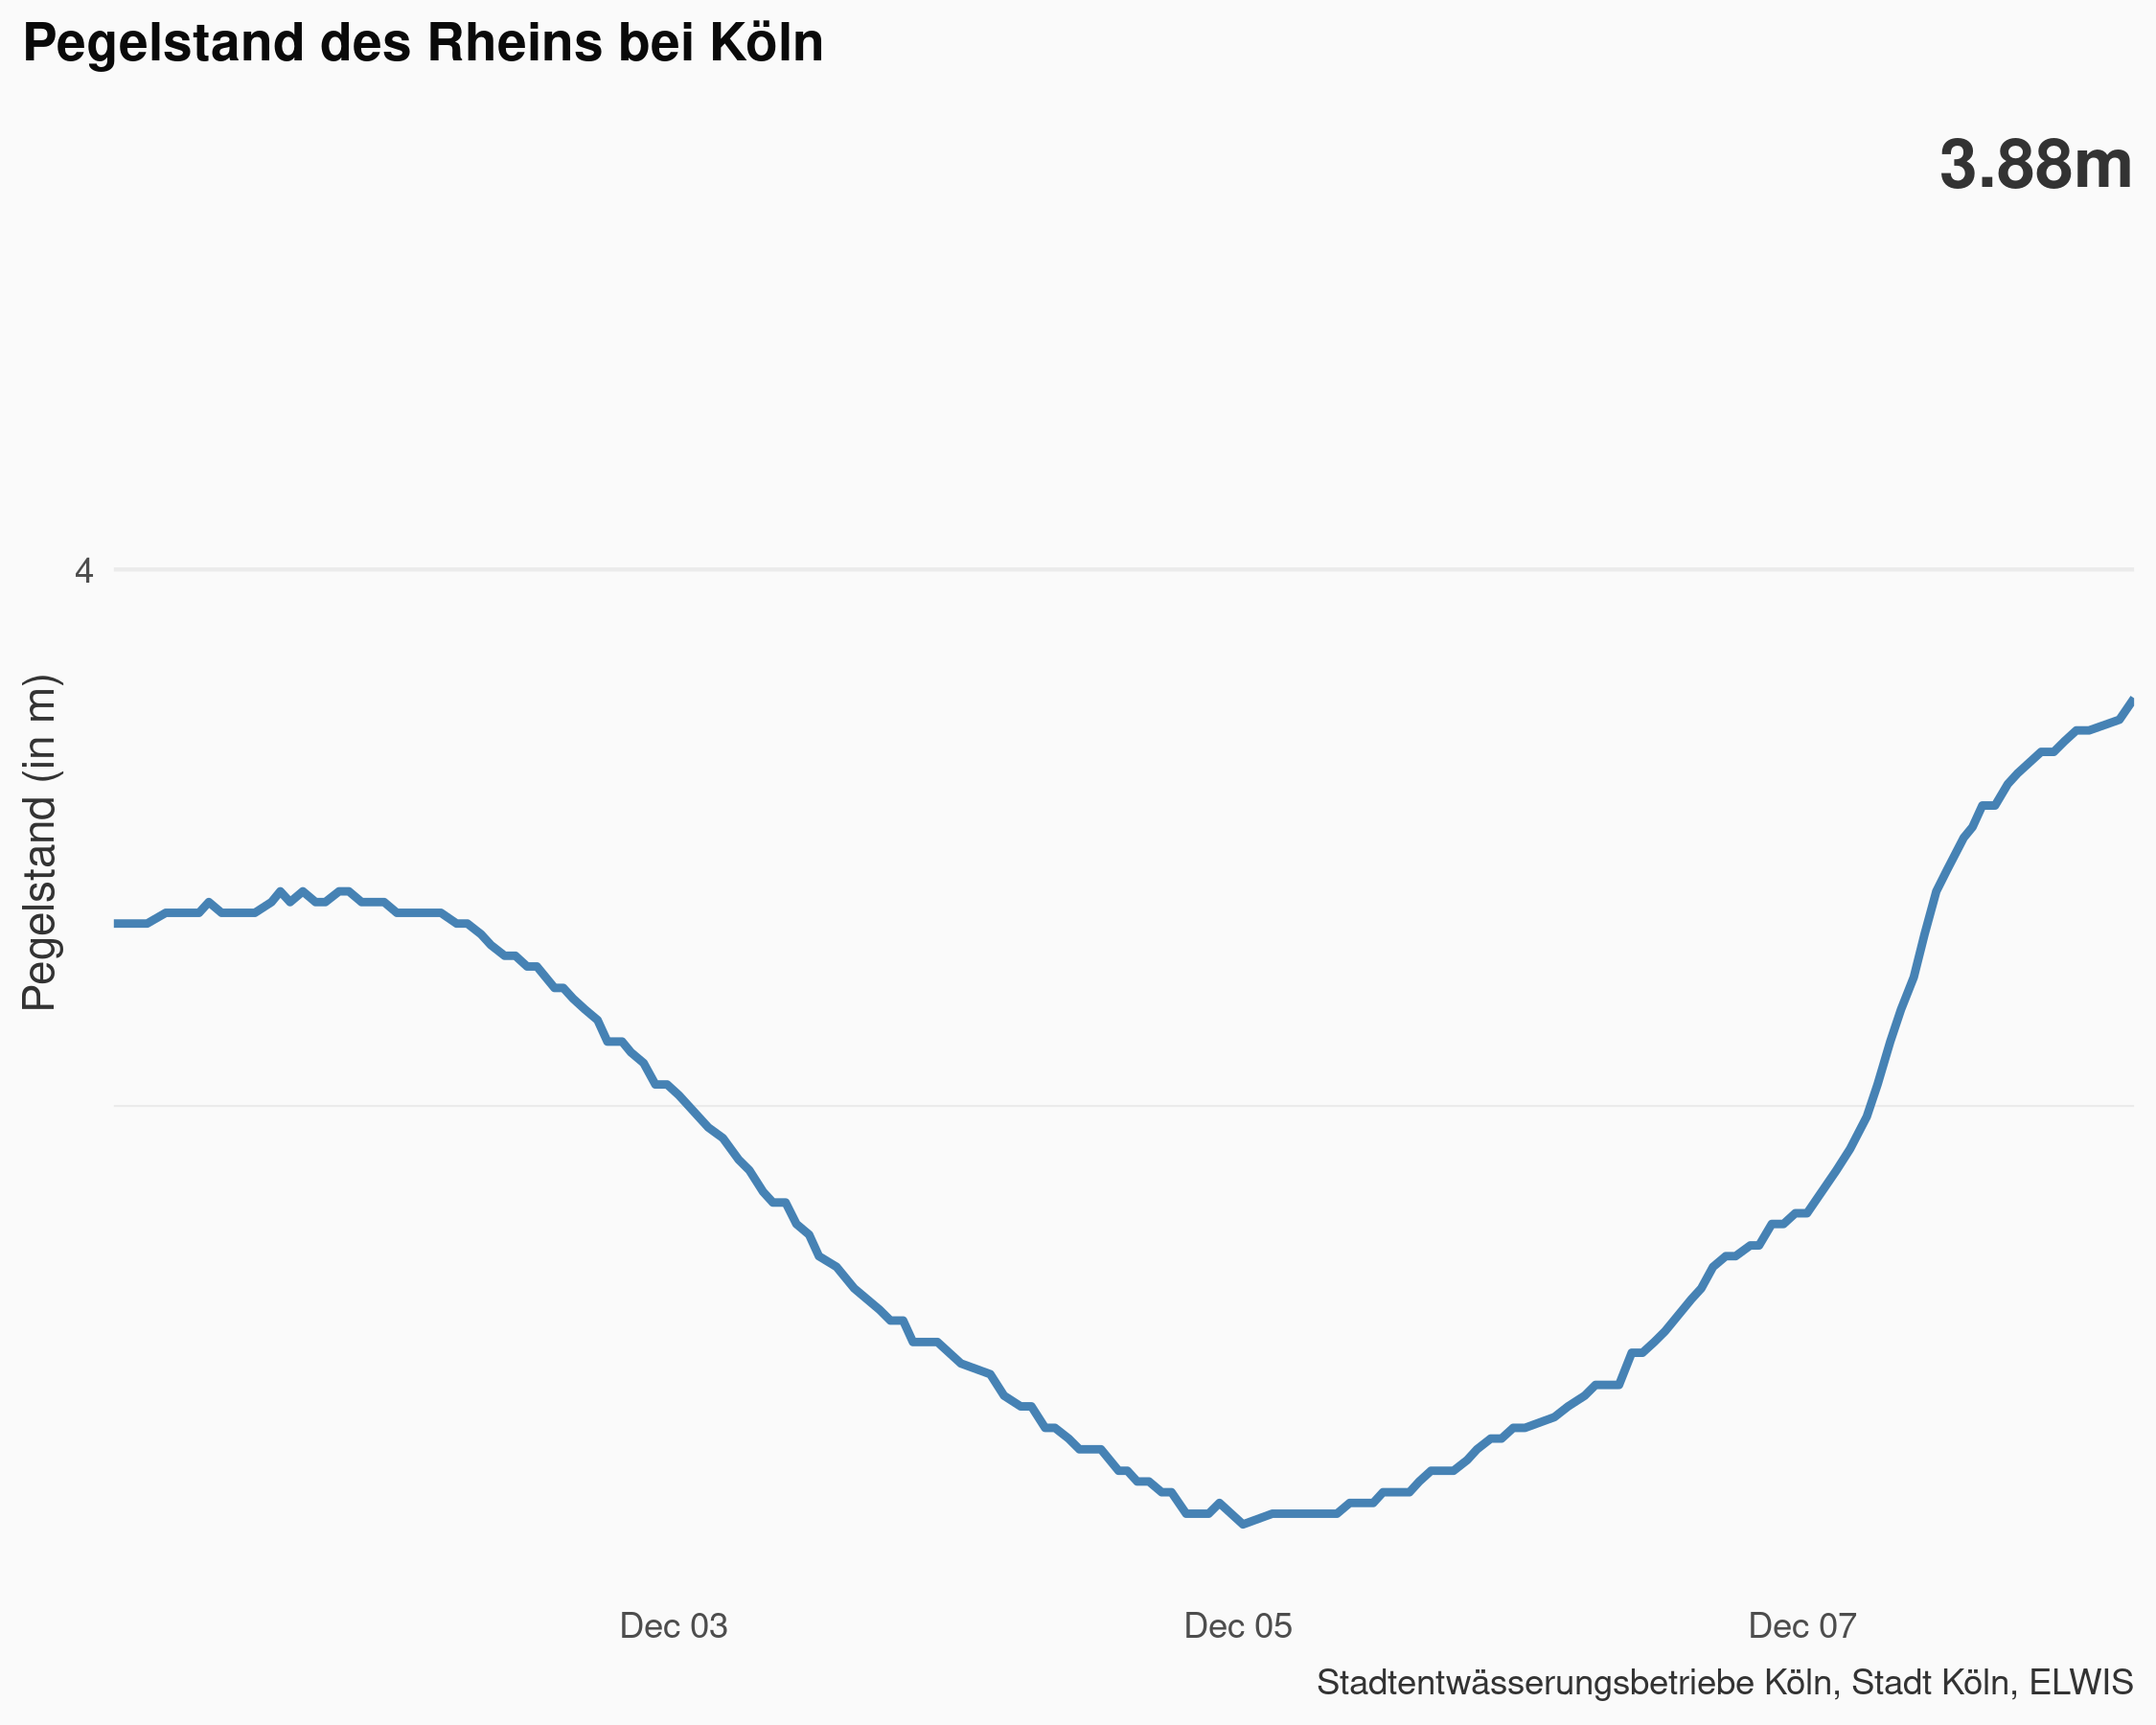 Pegelstand des Rheins bei Köln
3.88m
4
Pegelstand (in m)
Dec 03
Dec 05
Dec 07
Stadtentwässerungsbetriebe Köln, Stadt Köln, ELWIS